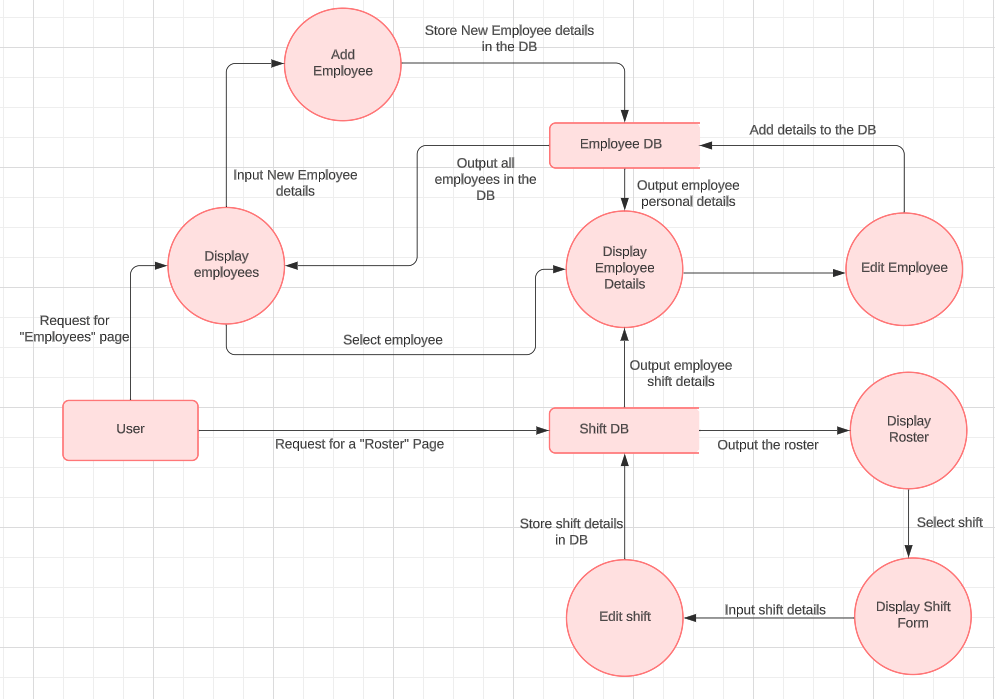 Add
Employee
Store New Employee details
in the DB
Employee DB
Add details to the DB
Input New Employee
details
Output all
employees in the
DB
Output employee
personal details
Display
employees
Display
Employee
Details
Edit Employee
Request for
"Employees" page
Select employee
Output employee
shift details
User
Request for a "Roster" Page
Shift DB
Output the roster
Display
Roster
Store shift details
in DB
Select shift
Edit shift
Input shift details
Display Shift
Form